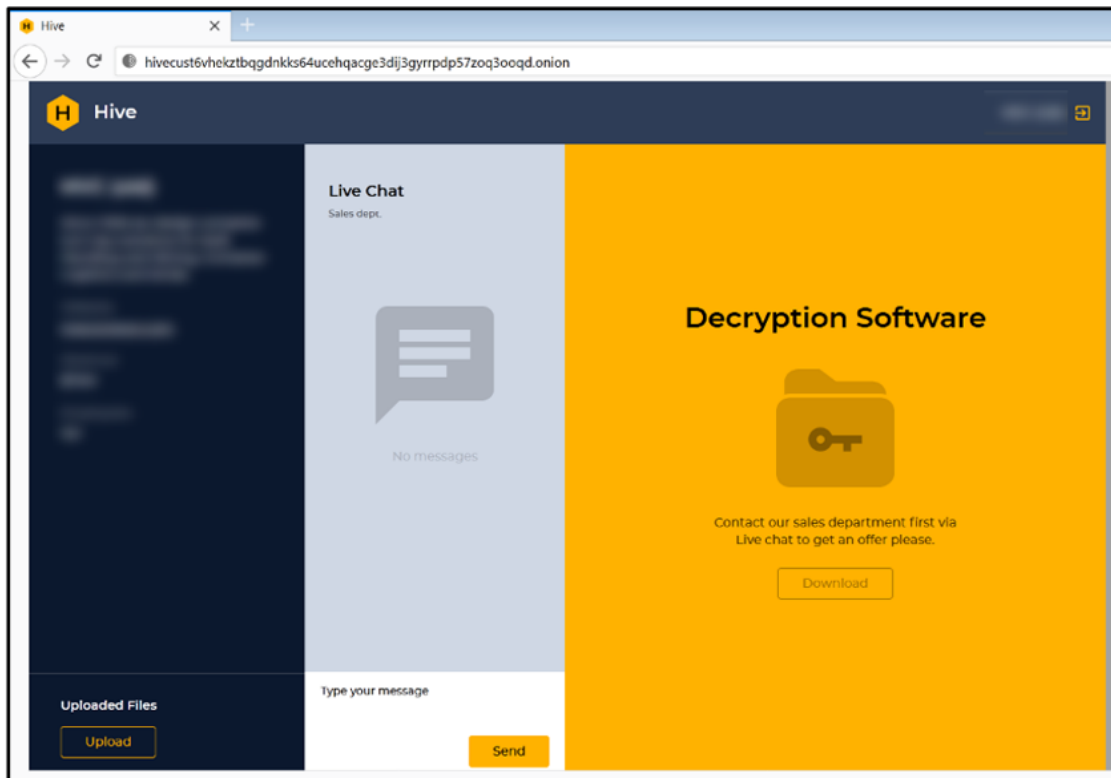 Hive
hivecust6vhekztbqgdnkks64ucehqacge3dij3gyrrpdp57zoq3ooqd.onion
H
Hive
Live Chat
Sales dept.
No messages
Type your message
Send
Uploaded Files
Upload
Decryption Software
Contact our sales department first via
Live chat to get an offer please.
Download